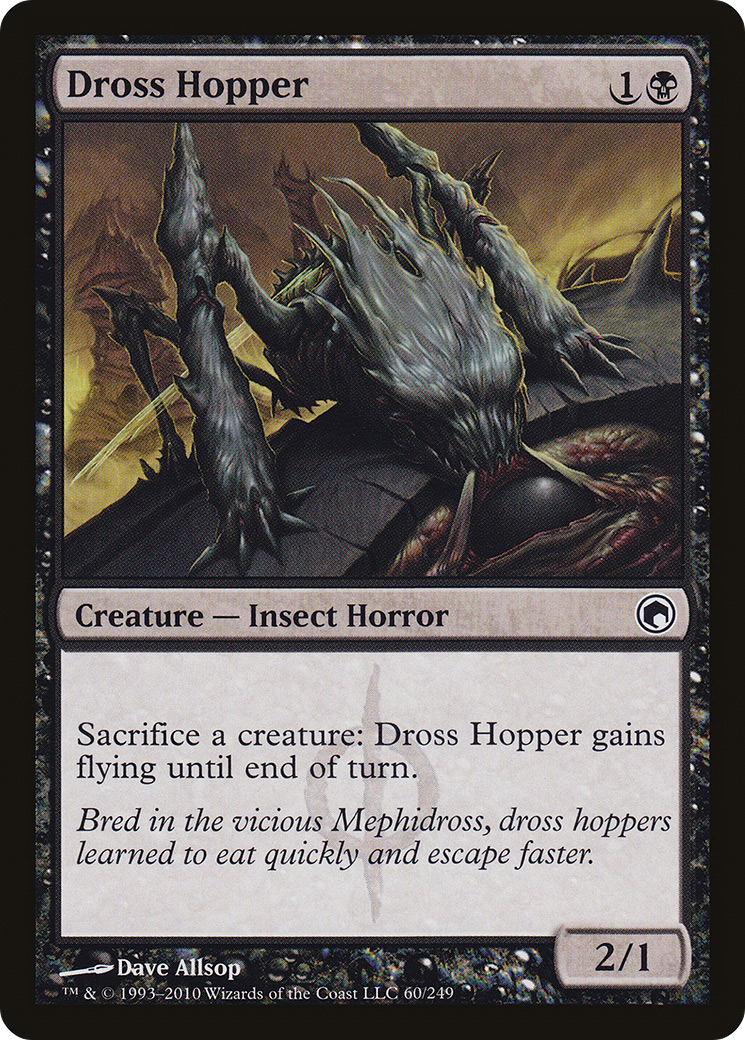 Dross Hopper 1
Creature — Insect Horror
Sacrifice a creature: Dross Hopper gains
flying until end of turn.
Bred in the vicious Mephidross, dross hoppers
learned to eat quickly and escape faster.
2/1
Dave Allsop
™ & © 1993–2010 Wizards of the Coast LLC 60/249